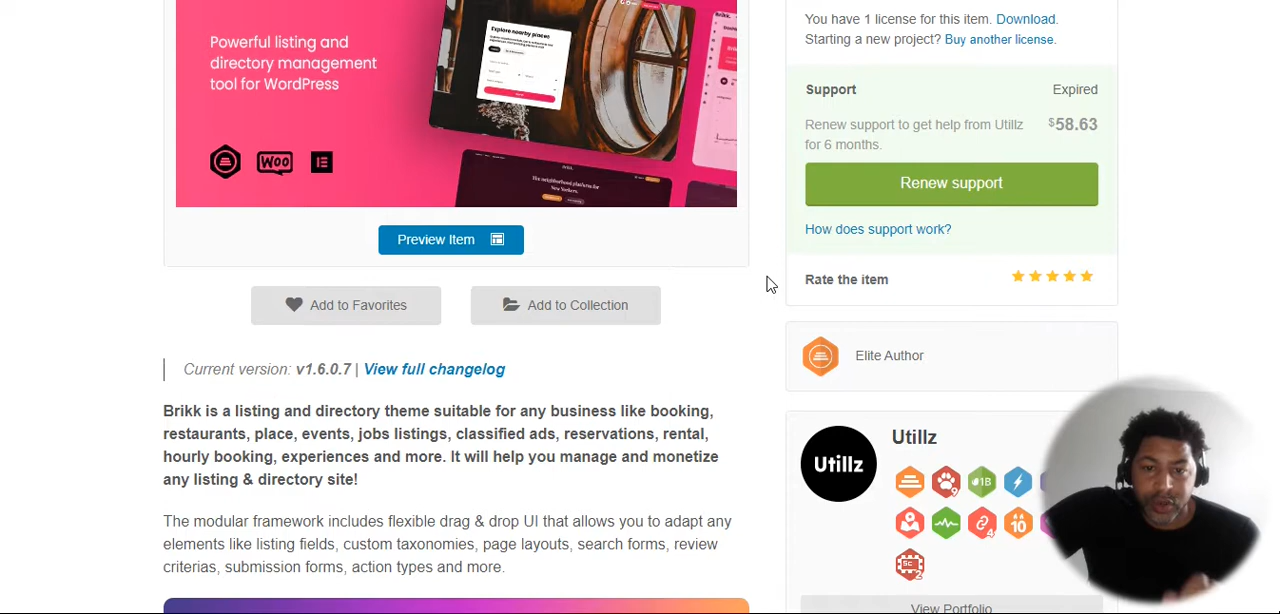 Powerful listing and
directory management
tool for WordPress
Explore nearby places
WOO
Preview Item
Add to Favorites
Add to Collection
Current version: v1.6.0.7 | View full changelog
Brikk is a listing and directory theme suitable for any business like booking,
restaurants, place, events, jobs listings, classified ads, reservations, rental,
hourly booking, experiences and more. It will help you manage and monetize
any listing & directory site!
The modular framework includes flexible drag & drop UI that allows you to adapt any
elements like listing fields, custom taxonomies, page layouts, search forms, review
criterias, submission forms, action types and more.
You have 1 license for this item. Download.
Starting a new project? Buy another license.
Support Expired
Renew support to get help from Utillz $58.63
for 6 months.
Renew support
How does support work?
Rate the item
Elite Author
Utillz
Utillz
View Portfolio